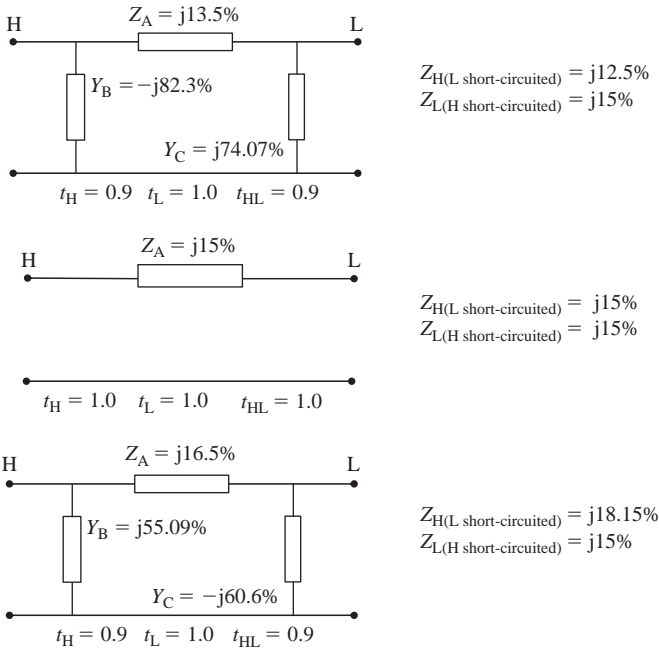 H Z_A = j13.5% L
Y_B = −j82.3%
Z_H(L short-circuited) = j12.5%
Z_L(H short-circuited) = j15%
Y_C = j74.07%
t_H = 0.9 t_L = 1.0 t_HL = 0.9
H Z_A = j15% L
Z_H(L short-circuited) = j15%
Z_L(H short-circuited) = j15%
t_H = 1.0 t_L = 1.0 t_HL = 1.0
H Z_A = j16.5% L
Y_B = j55.09%
Z_H(L short-circuited) = j18.15%
Z_L(H short-circuited) = j15%
Y_C = −j60.6%
t_H = 0.9 t_L = 1.0 t_HL = 0.9